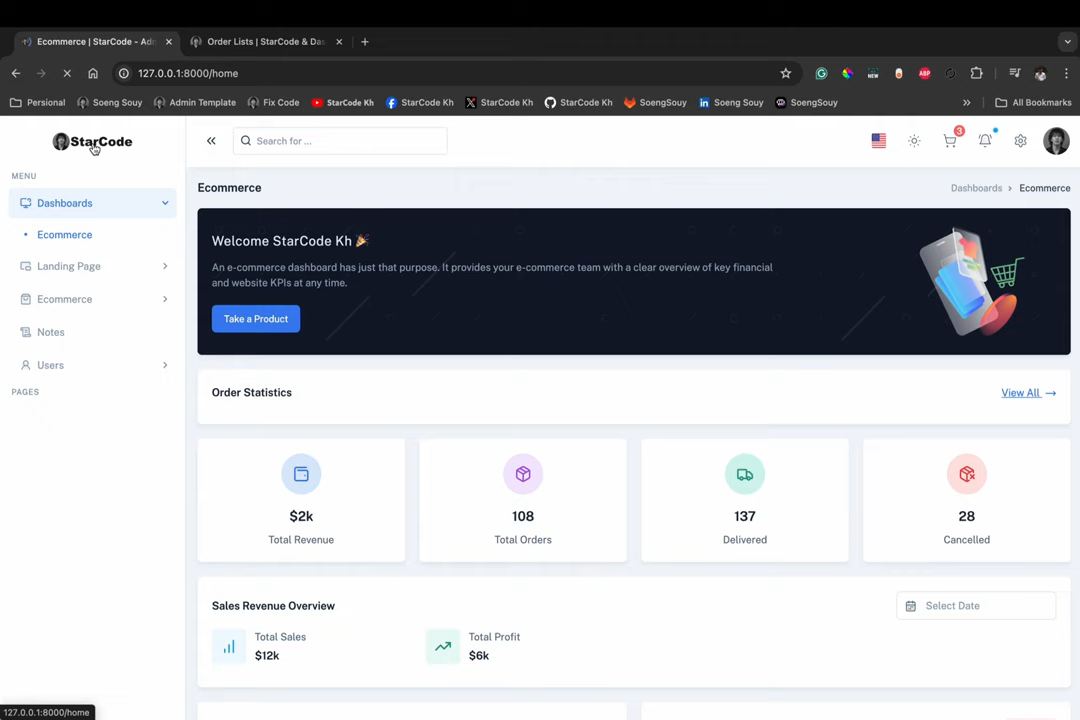 Ecommerce | StarCode - Adm
Order Lists | StarCode & Das
127.0.0.1:8000/home
NEW
ABP
Personal
Soeng Souy
Admin Template
Fix Code
StarCode Kh
StarCode Kh
StarCode Kh
StarCode Kh
SoengSouy
Soeng Souy
SoengSouy
»
All Bookmarks
StarCode
Search for ...
3
MENU
Dashboards
Ecommerce
Landing Page
Ecommerce
Notes
Users
PAGES
Ecommerce
Dashboards
Ecommerce
Welcome StarCode Kh 🎉
An e-commerce dashboard has just that purpose. It provides your e-commerce team with a clear overview of key financial
and website KPIs at any time.
Take a Product
Order Statistics
View All →
$2k
Total Revenue
108
Total Orders
137
Delivered
28
Cancelled
Sales Revenue Overview
Select Date
Total Sales
$12k
Total Profit
$6k
127.0.0.1:8000/home